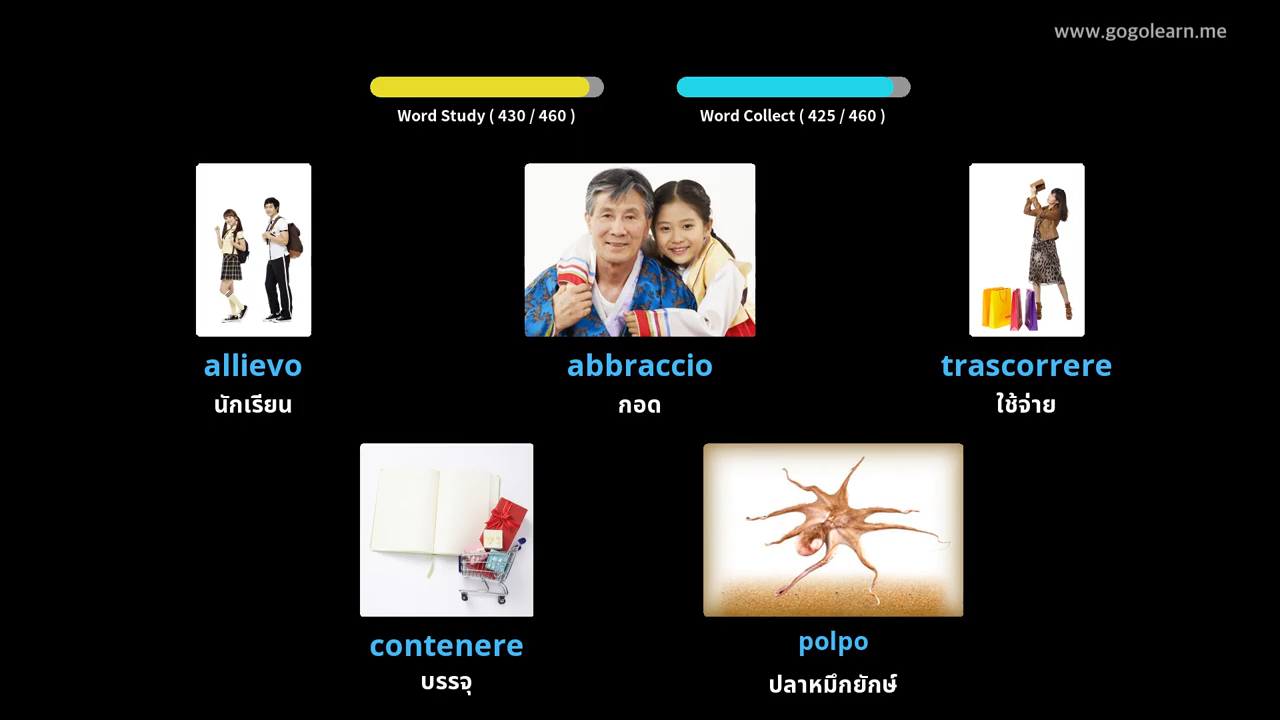 www.gogolearn.me
Word Study ( 430 / 460 )
Word Collect ( 425 / 460 )
allievo
นักเรียน
abbraccio
กอด
trascorrere
ใช้จ่าย
contenere
บรรจุ
polpo
ปลาหมึกยักษ์